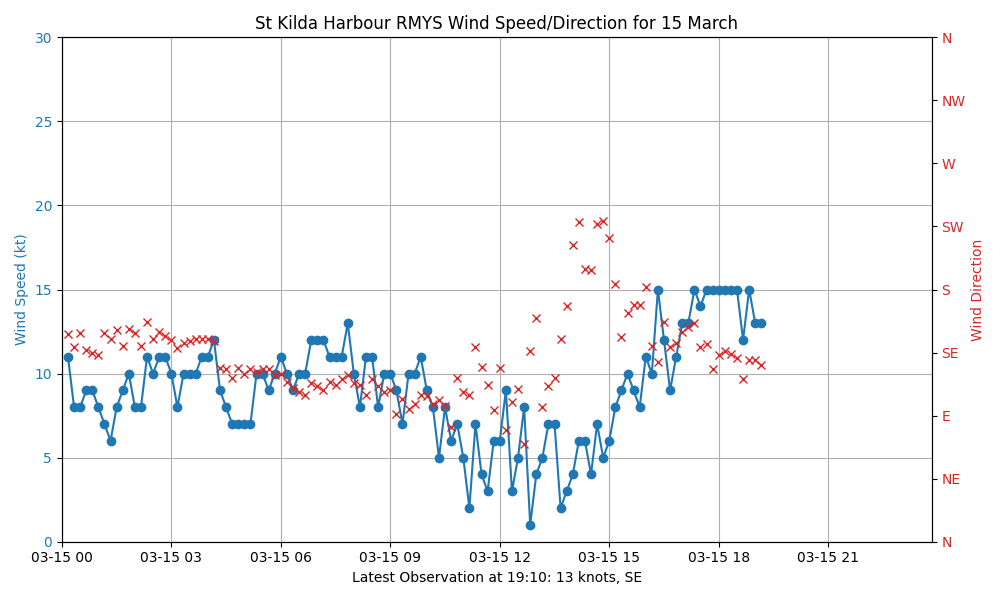 St Kilda Harbour RMYS Wind Speed/Direction for 15 March
30
25
20
15
10
5
0
Wind Speed (kt)
N
NW
W
SW
S
SE
E
NE
N
Wind Direction
03-15 00
03-15 03
03-15 06
03-15 09
03-15 12
03-15 15
03-15 18
03-15 21
Latest Observation at 19:10: 13 knots, SE